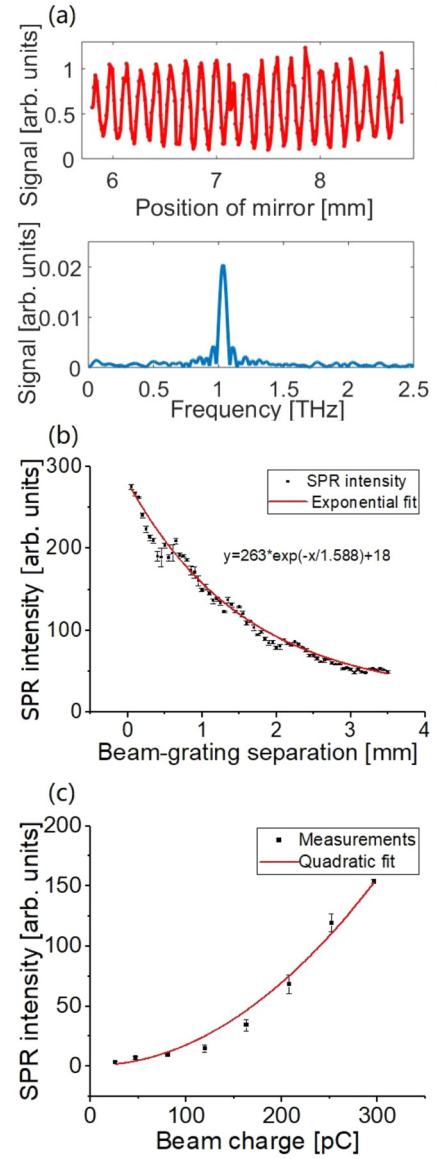 (a)
Signal [arb. units]
1
0.5
0
6 7 8
Position of mirror [mm]
Signal [arb. units]
0.02
0.01
0
0 0.5 1 1.5 2 2.5
Frequency [THz]
(b)
SPR intensity [arb. units]
300
200
100
0
SPR intensity
Exponential fit
y=263*exp(-x/1.588)+18
0 1 2 3 4
Beam-grating separation [mm]
(c)
SPR intensity [arb. units]
200
150
100
50
0
Measurements
Quadratic fit
0 100 200 300
Beam charge [pC]